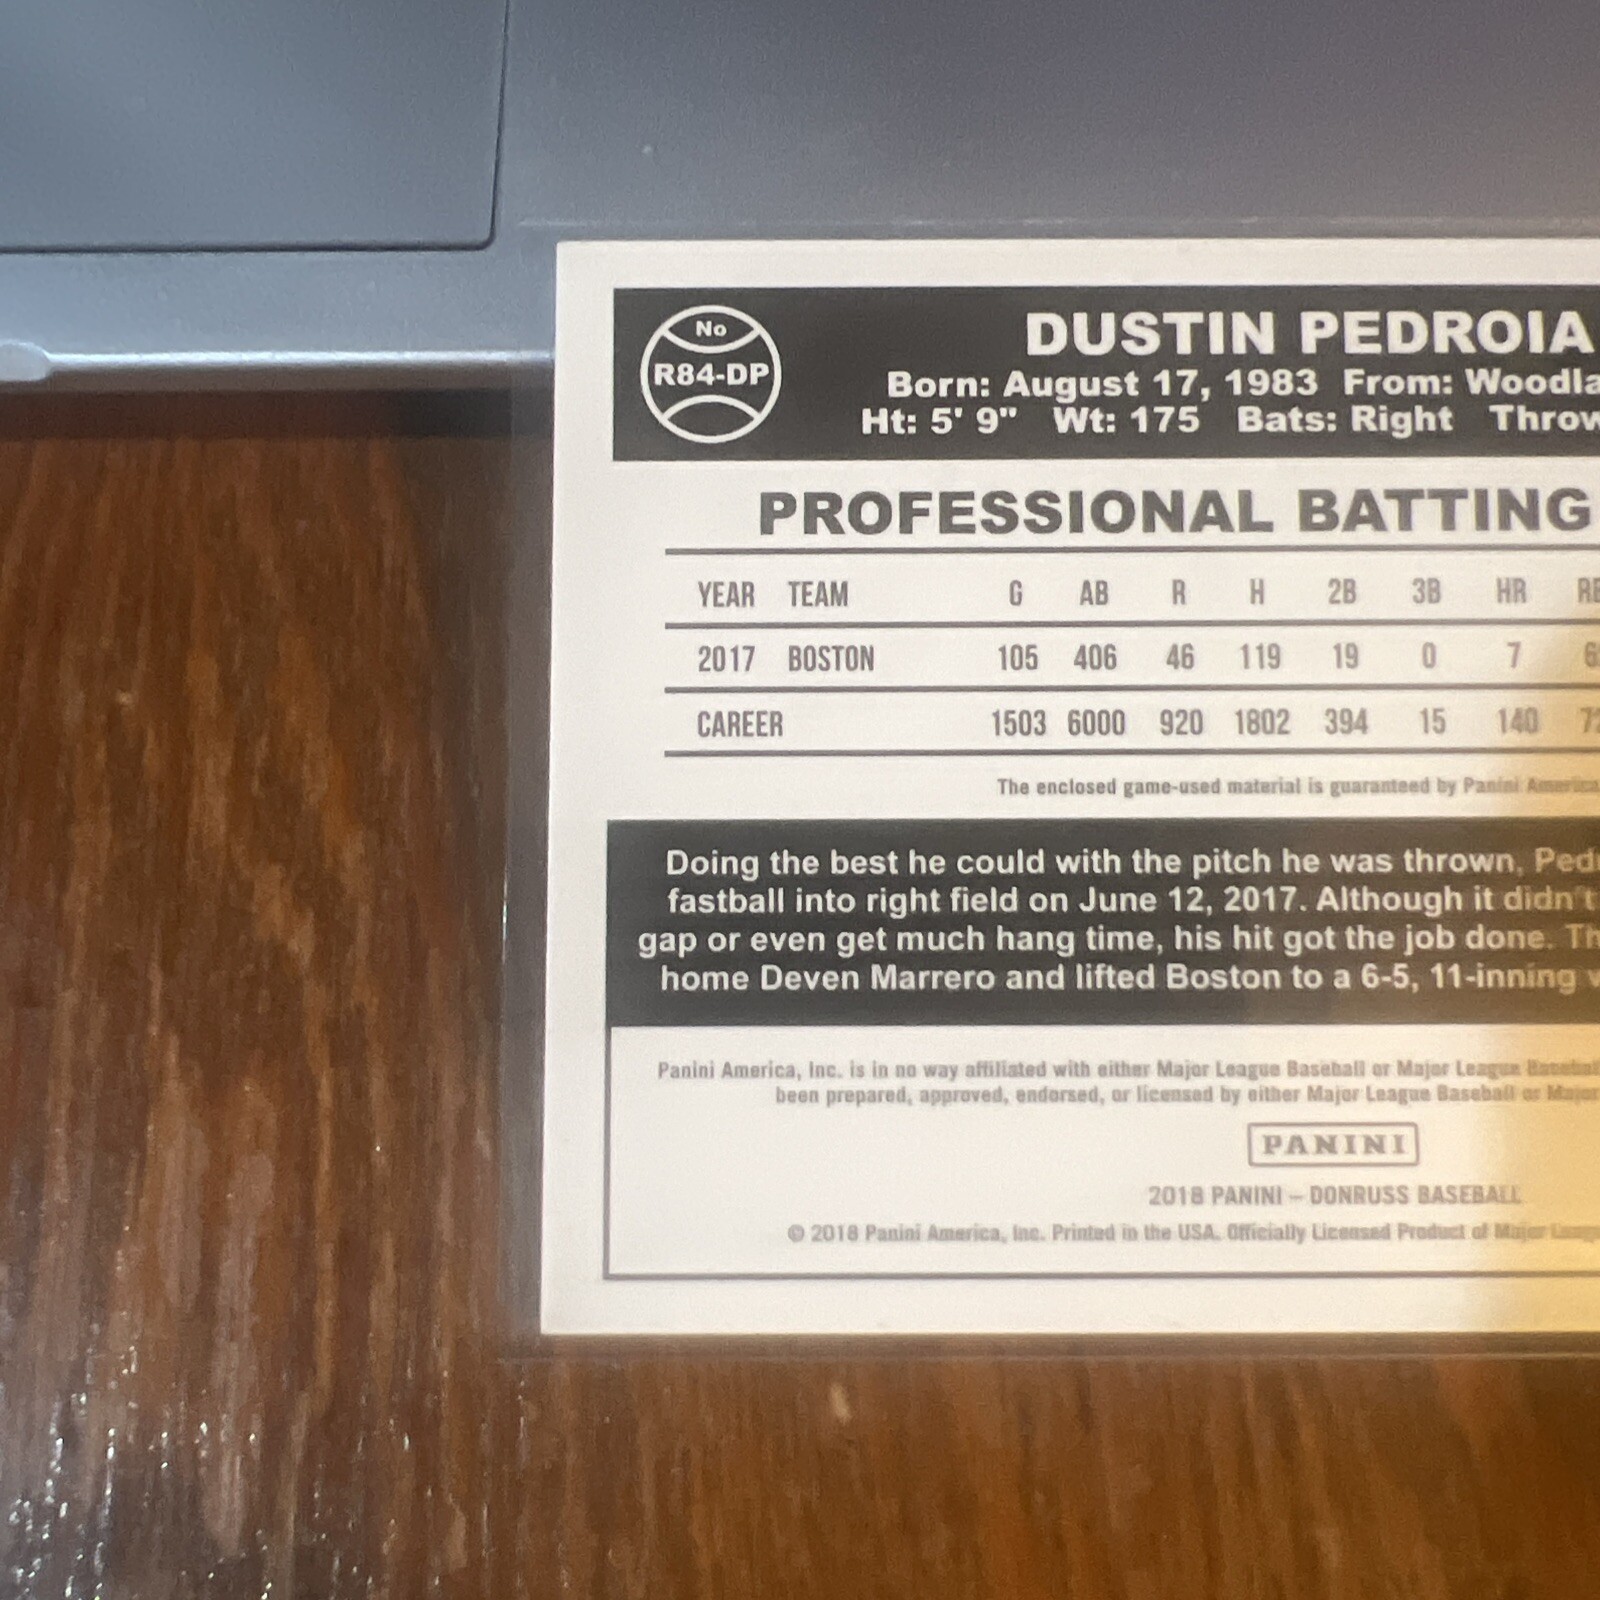 No
R84-DP
DUSTIN PEDROIA
Born: August 17, 1983 From: Woodla
Ht: 5' 9" Wt: 175 Bats: Right Throw
PROFESSIONAL BATTING
YEAR TEAM G AB R H 2B 3B HR
2017 BOSTON 105 406 46 119 19 0 7
CAREER 1503 6000 920 1802 394 15 140
The enclosed game-used material is guaranteed by Panini America
Doing the best he could with the pitch he was thrown, Ped
fastball into right field on June 12, 2017. Although it didn't
gap or even get much hang time, his hit got the job done. Th
home Deven Marrero and lifted Boston to a 6-5, 11-inning
Panini America, Inc. is in no way affiliated with either Major League Baseball or Major League Baseball
been prepared, approved, endorsed, or licensed by either Major League Baseball or Major
PANINI
2018 PANINI – DONRUSS BASEBALL
© 2018 Panini America, Inc. Printed in the USA. Officially Licensed Product of Major League